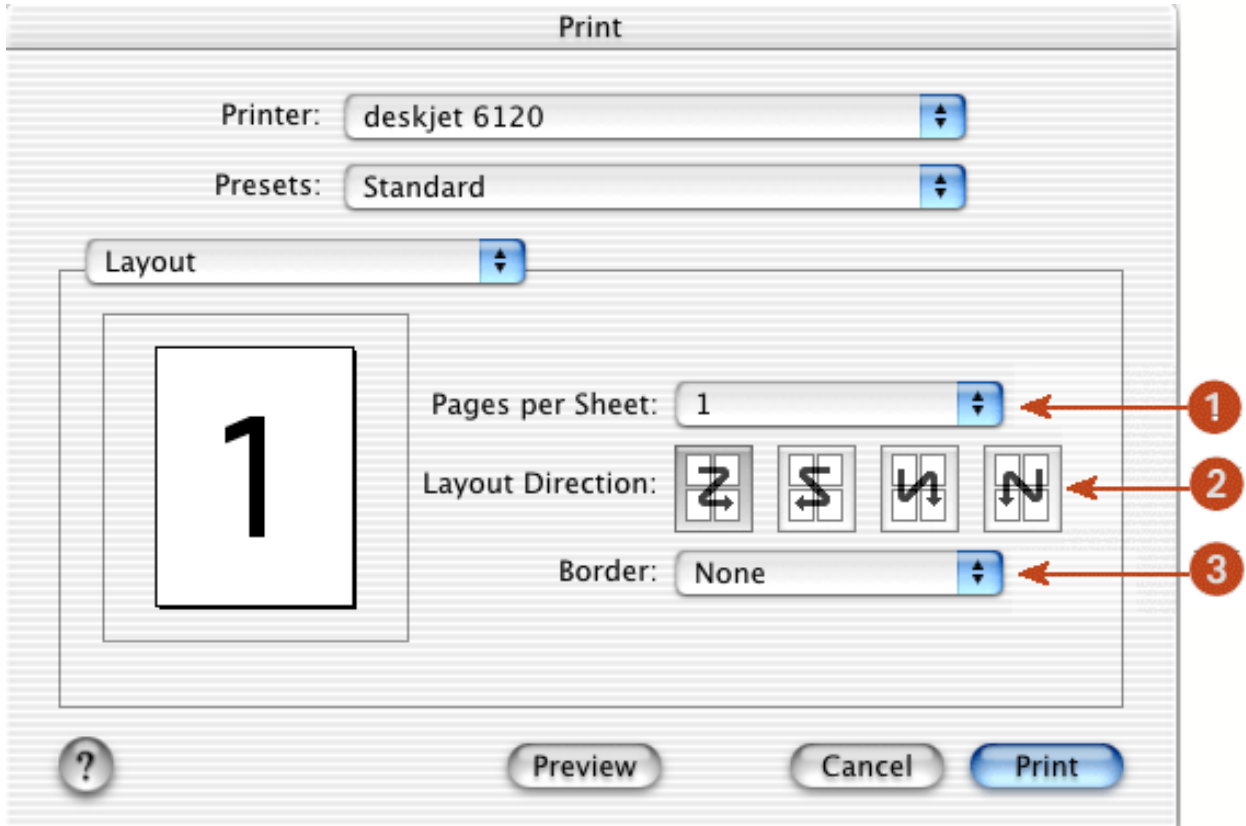 Print
Printer: deskjet 6120
Presets: Standard
Layout
1
Pages per Sheet: 1
1
Layout Direction:
2
Border: None
3
? Preview Cancel Print